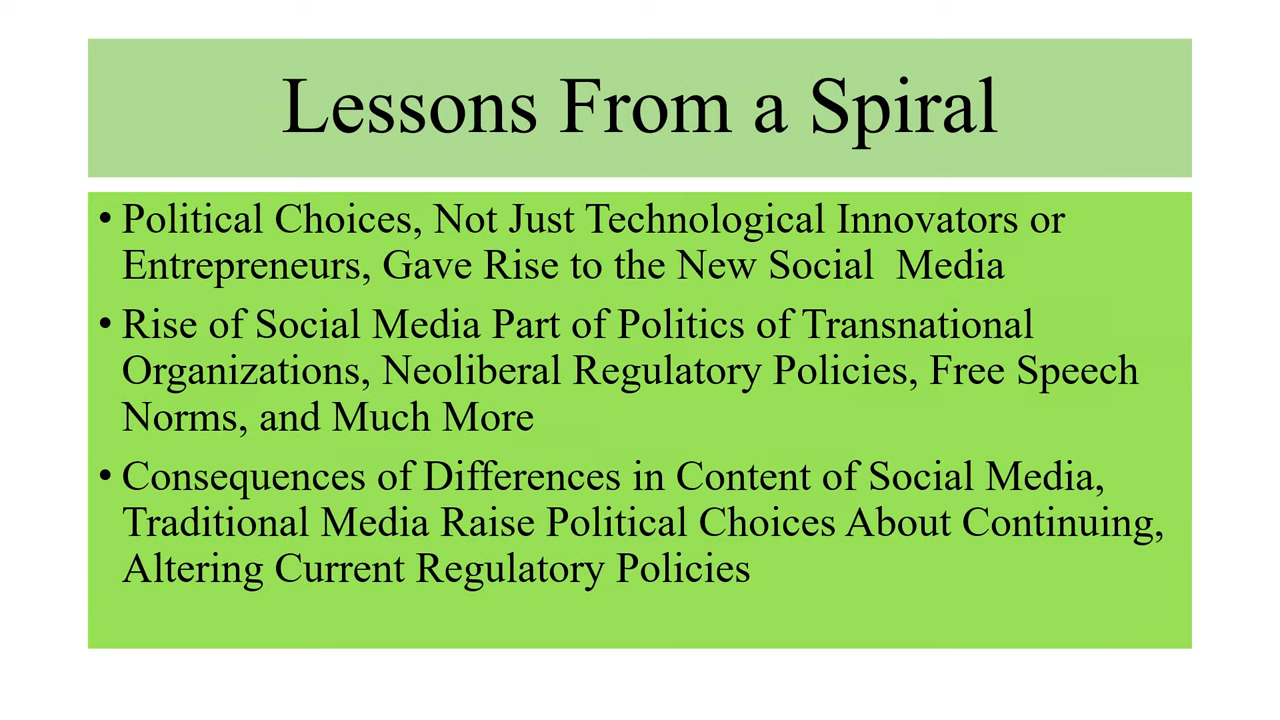 Lessons From a Spiral
• Political Choices, Not Just Technological Innovators or
Entrepreneurs, Gave Rise to the New Social  Media
• Rise of Social Media Part of Politics of Transnational
Organizations, Neoliberal Regulatory Policies, Free Speech
Norms, and Much More
• Consequences of Differences in Content of Social Media,
Traditional Media Raise Political Choices About Continuing,
Altering Current Regulatory Policies